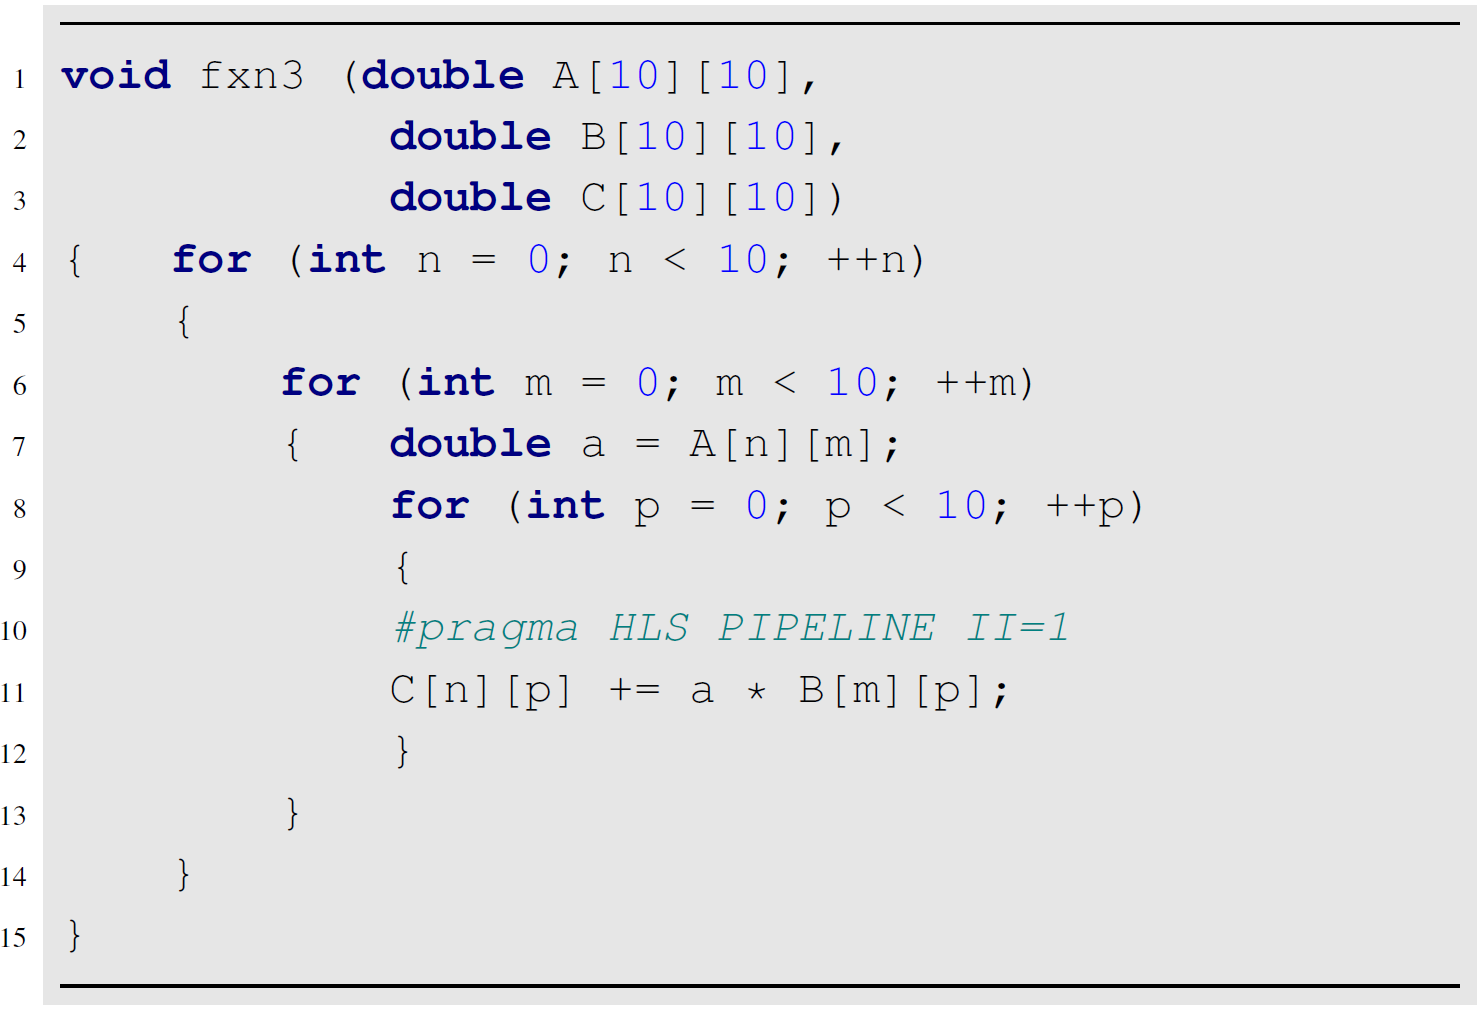 1 void fxn3 (double A[10][10],
2 double B[10][10],
3 double C[10][10])
4 { for (int n = 0; n < 10; ++n)
5 {
6 for (int m = 0; m < 10; ++m)
7 { double a = A[n][m];
8 for (int p = 0; p < 10; ++p)
9 {
10 #pragma HLS PIPELINE II=1
11 C[n][p] += a * B[m][p];
12 }
13 }
14 }
15 }